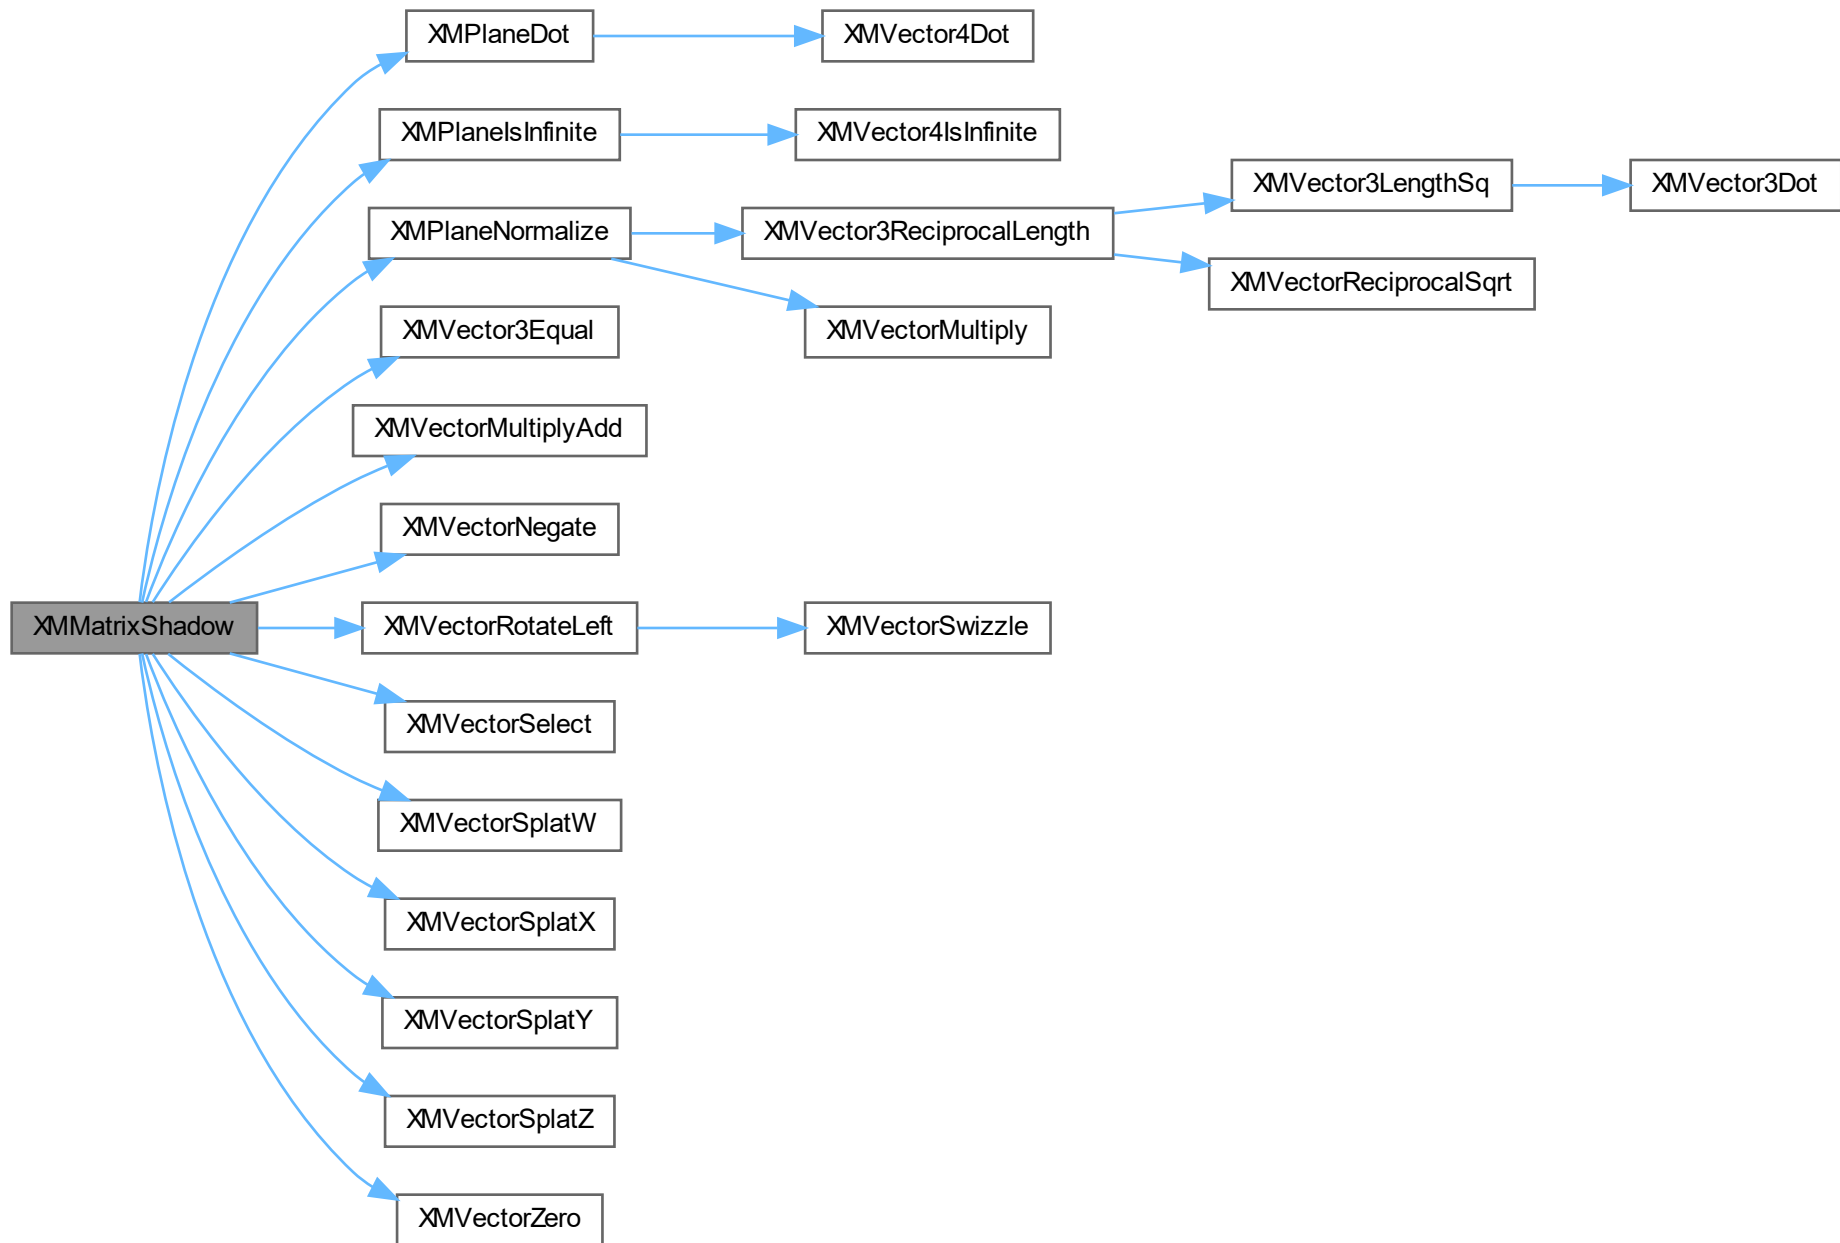 XMPlaneDot
XMVector4Dot
XMPlaneIsInfinite
XMVector4IsInfinite
XMVector3LengthSq
XMVector3Dot
XMPlaneNormalize
XMVector3ReciprocalLength
XMVectorReciprocalSqrt
XMVector3Equal
XMVectorMultiply
XMVectorMultiplyAdd
XMVectorNegate
XMMatrixShadow
XMVectorRotateLeft
XMVectorSwizzle
XMVectorSelect
XMVectorSplatW
XMVectorSplatX
XMVectorSplatY
XMVectorSplatZ
XMVectorZero